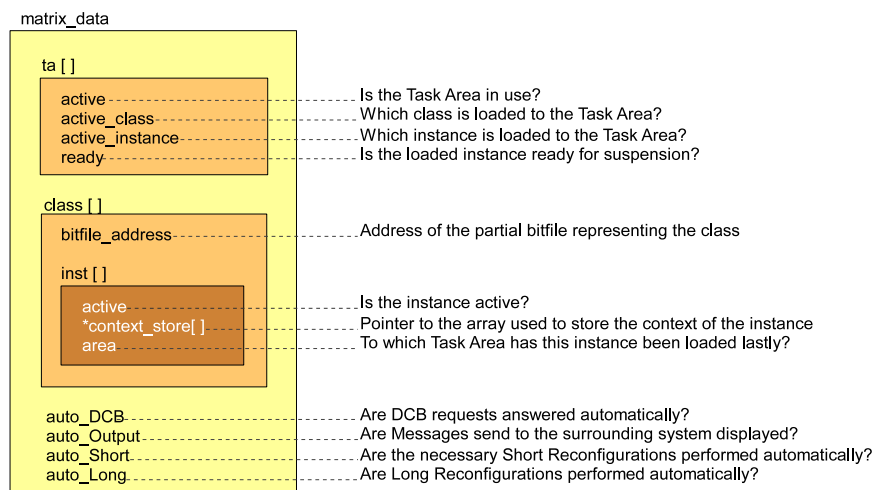 matrix_data
ta [ ]
active Is the Task Area in use?
active_class Which class is loaded to the Task Area?
active_instance Which instance is loaded to the Task Area?
ready Is the loaded instance ready for suspension?
class [ ]
bitfile_address Address of the partial bitfile representing the class
inst [ ]
active Is the instance active?
*context_store[ ] Pointer to the array used to store the context of the instance
area To which Task Area has this instance been loaded lastly?
auto_DCB Are DCB requests answered automatically?
auto_Output Are Messages send to the surrounding system displayed?
auto_Short Are the necessary Short Reconfigurations performed automatically?
auto_Long Are Long Reconfigurations performed automatically?